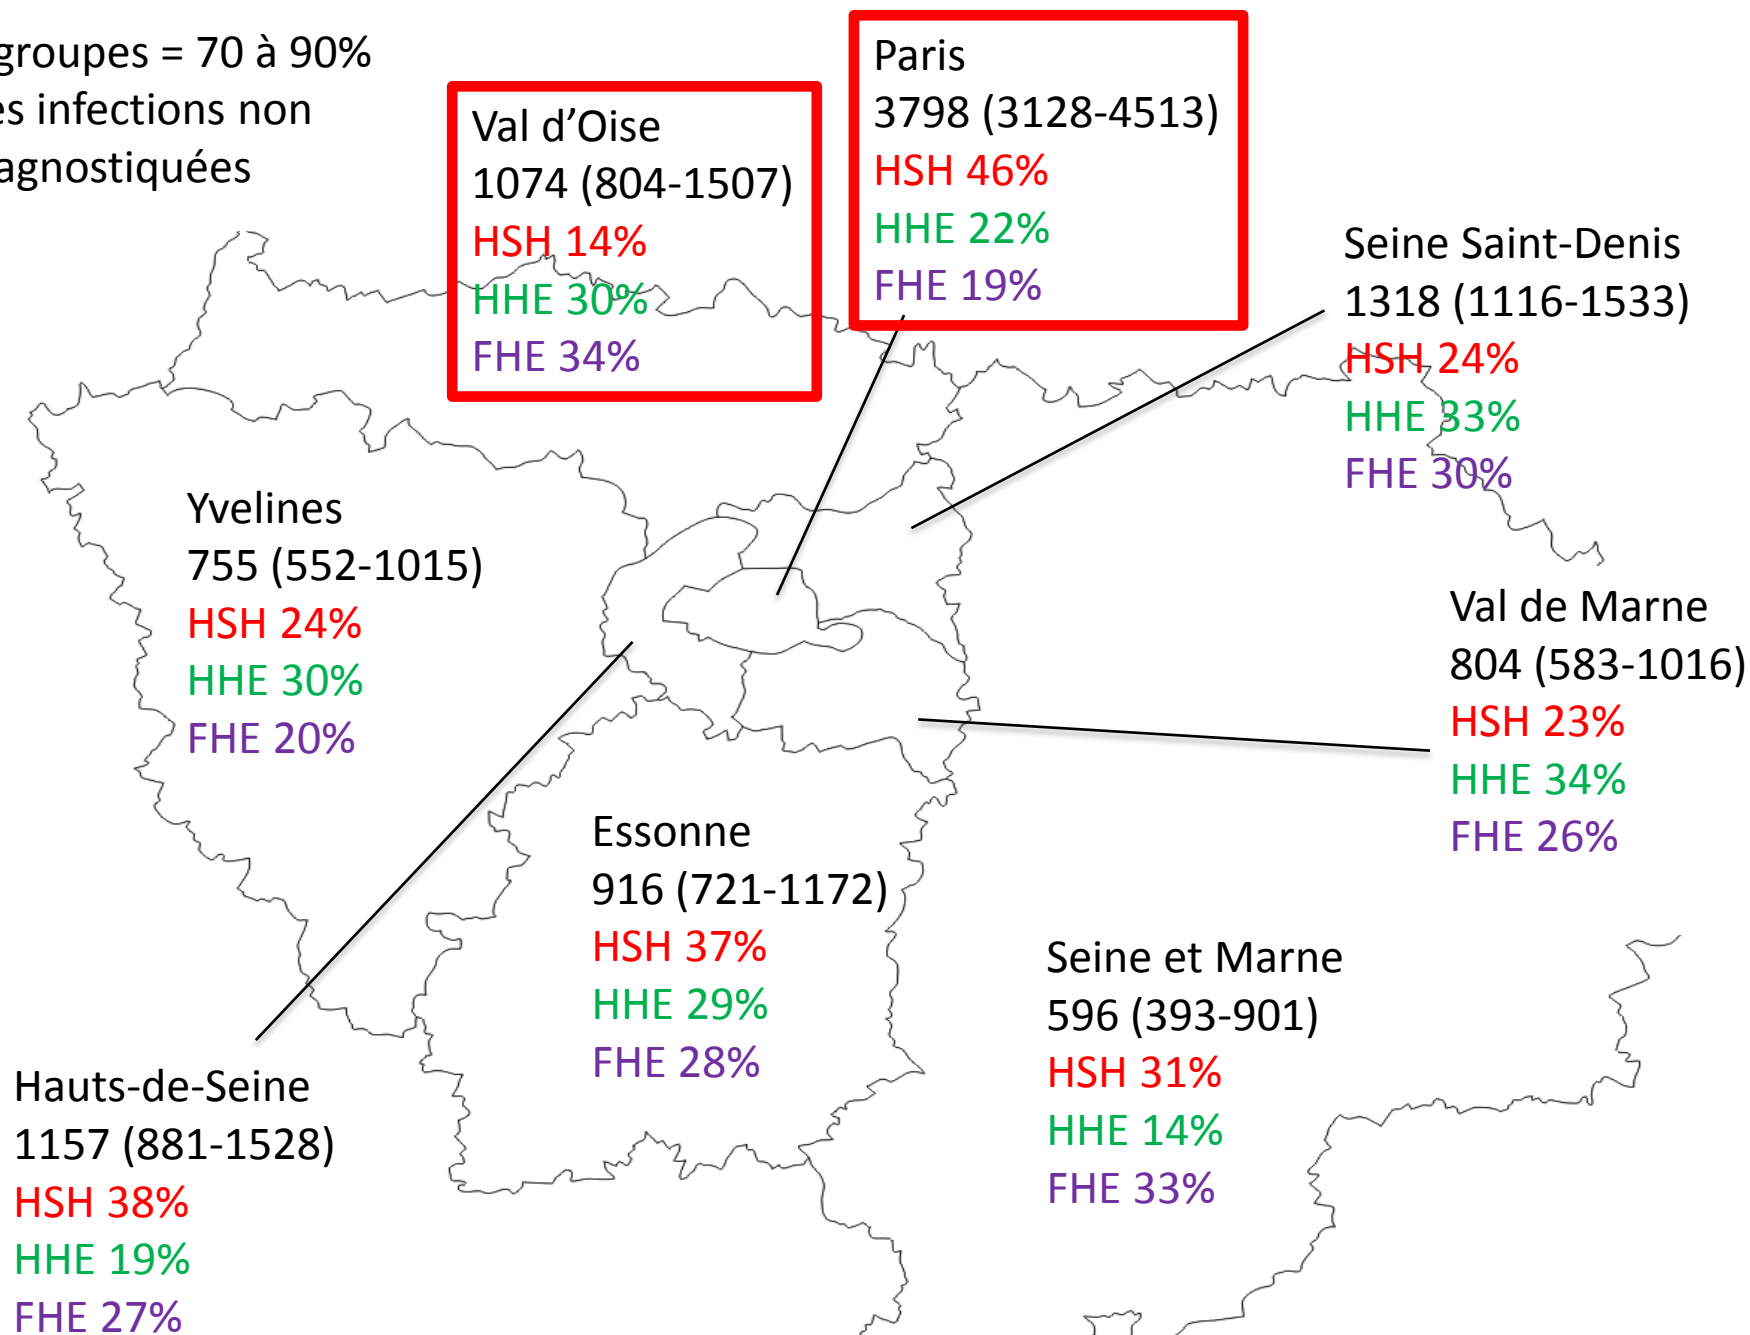 groupes = 70 à 90%
es infections non
agnostiquées
Val d’Oise
1074 (804-1507)
HSH 14%
HHE 30%
FHE 34%
Paris
3798 (3128-4513)
HSH 46%
HHE 22%
FHE 19%
Seine Saint-Denis
1318 (1116-1533)
HSH 24%
HHE 33%
FHE 30%
Yvelines
755 (552-1015)
HSH 24%
HHE 30%
FHE 20%
Val de Marne
804 (583-1016)
HSH 23%
HHE 34%
FHE 26%
Essonne
916 (721-1172)
HSH 37%
HHE 29%
FHE 28%
Seine et Marne
596 (393-901)
HSH 31%
HHE 14%
FHE 33%
Hauts-de-Seine
1157 (881-1528)
HSH 38%
HHE 19%
FHE 27%